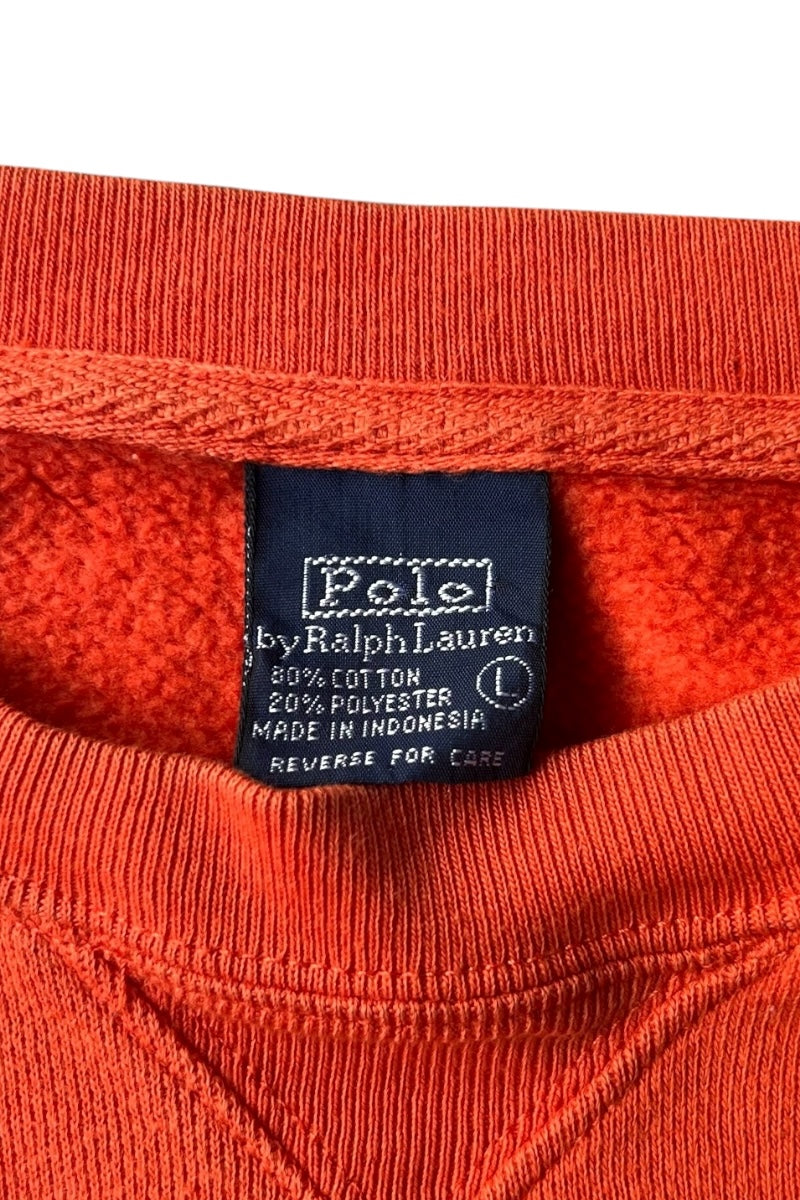 Polo
by Ralph Lauren
80% COTTON
20% POLYESTER
L
MADE IN INDONESIA
REVERSE FOR CARE